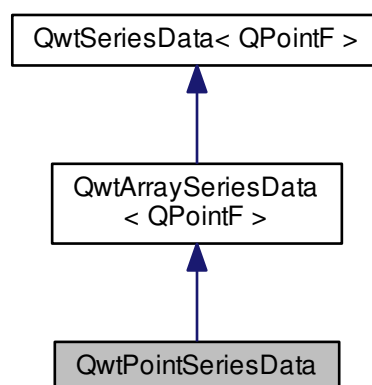 QwtSeriesData< QPointF >
QwtArraySeriesData
< QPointF >
QwtPointSeriesData